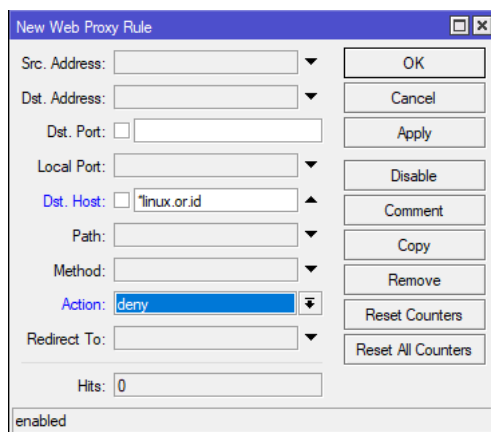 New Web Proxy Rule
Src. Address:
Dst. Address:
Dst. Port:
Local Port:
Dst. Host: *linux.or.id
Path:
Method:
Action: deny
Redirect To:
Hits: 0
OK
Cancel
Apply
Disable
Comment
Copy
Remove
Reset Counters
Reset All Counters
enabled